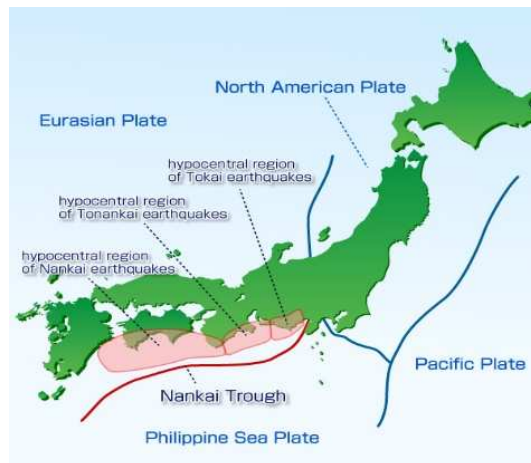 North American Plate
Eurasian Plate
hypocentral region
of Tokai earthquakes
hypocentral region
of Tonankai earthquakes
hypocentral region
of Nankai earthquakes
Pacific Plate
Nankai Trough
Philippine Sea Plate